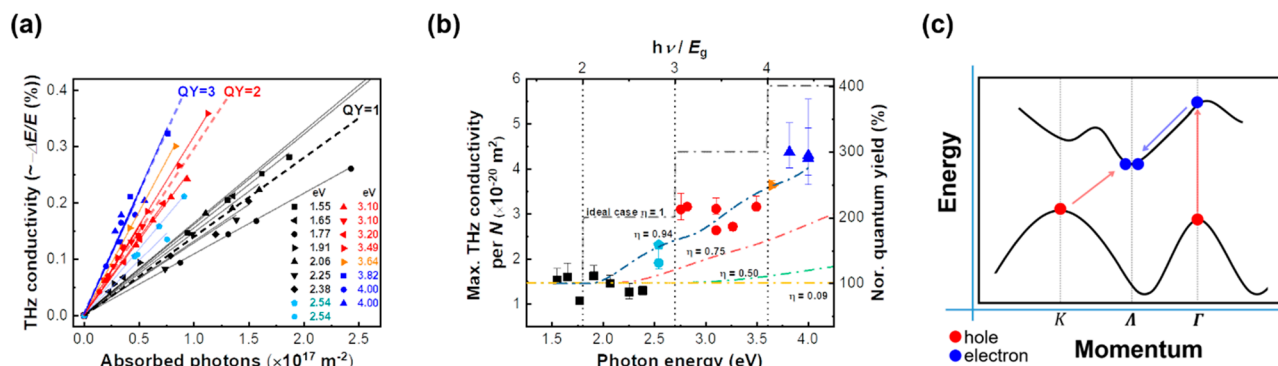 (a)
THz conductivity (~ -ΔE/E (%))
0.4
0.3
0.2
0.1
0.0
QY=3
QY=2
QY=1
eV eV
1.55 3.10
1.65 3.10
1.77 3.20
1.91 3.49
2.06 3.64
2.25 3.82
2.38 4.00
2.54 4.00
2.54
0.0 0.5 1.0 1.5 2.0 2.5
Absorbed photons (×10¹⁷ m⁻²)
(b)
hν/Eg
2 3 4
Max. THz conductivity
per N (×10⁻²⁰ m²)
6
5
4
3
2
1
ideal case η = 1
η = 0.94
η = 0.75
η = 0.50
η = 0.09
400
300
200
100
Nor. quantum yield (%)
1.5 2.0 2.5 3.0 3.5 4.0
Photon energy (eV)
(c)
Energy
K Λ Γ
hole
electron
Momentum